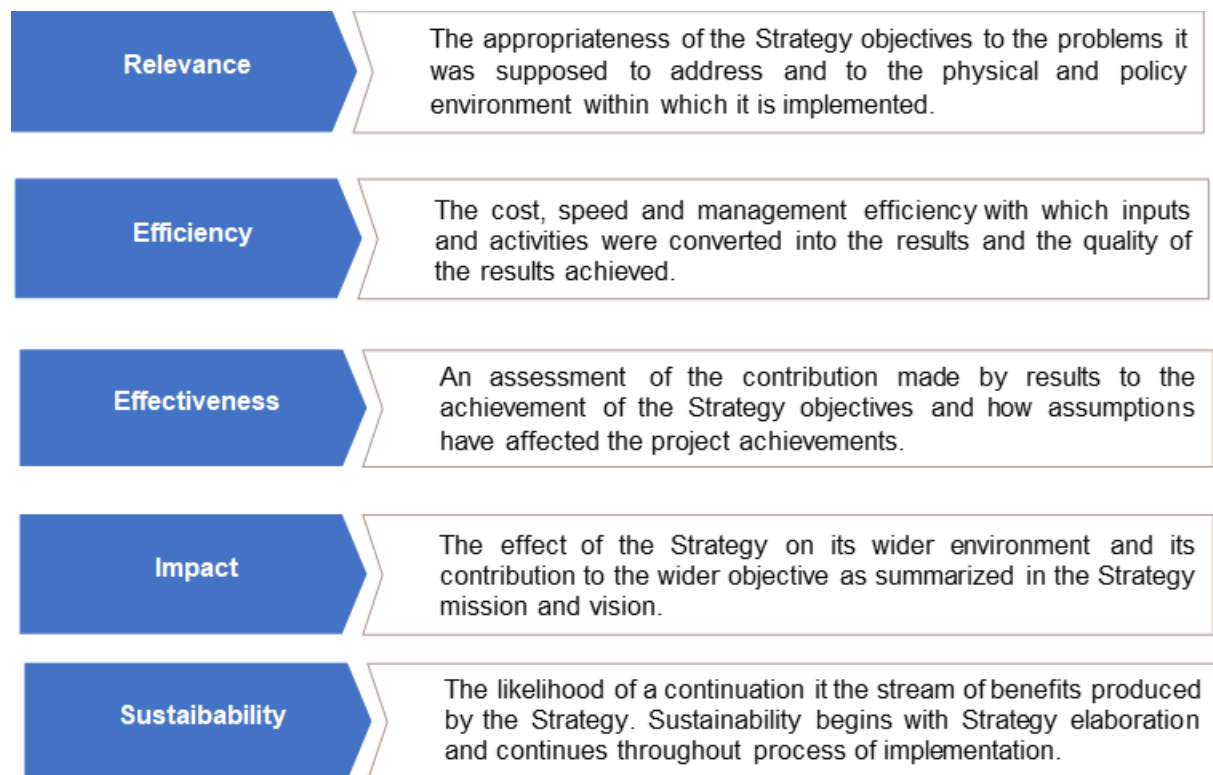 Relevance
The appropriateness of the Strategy objectives to the problems it
was supposed to address and to the physical and policy
environment within which it is implemented.
Efficiency
The cost, speed and management efficiency with which inputs
and activities were converted into the results and the quality of
the results achieved.
Effectiveness
An assessment of the contribution made by results to the
achievement of the Strategy objectives and how assumptions
have affected the project achievements.
Impact
The effect of the Strategy on its wider environment and its
contribution to the wider objective as summarized in the Strategy
mission and vision.
Sustaibability
The likelihood of a continuation it the stream of benefits produced
by the Strategy. Sustainability begins with Strategy elaboration
and continues throughout process of implementation.